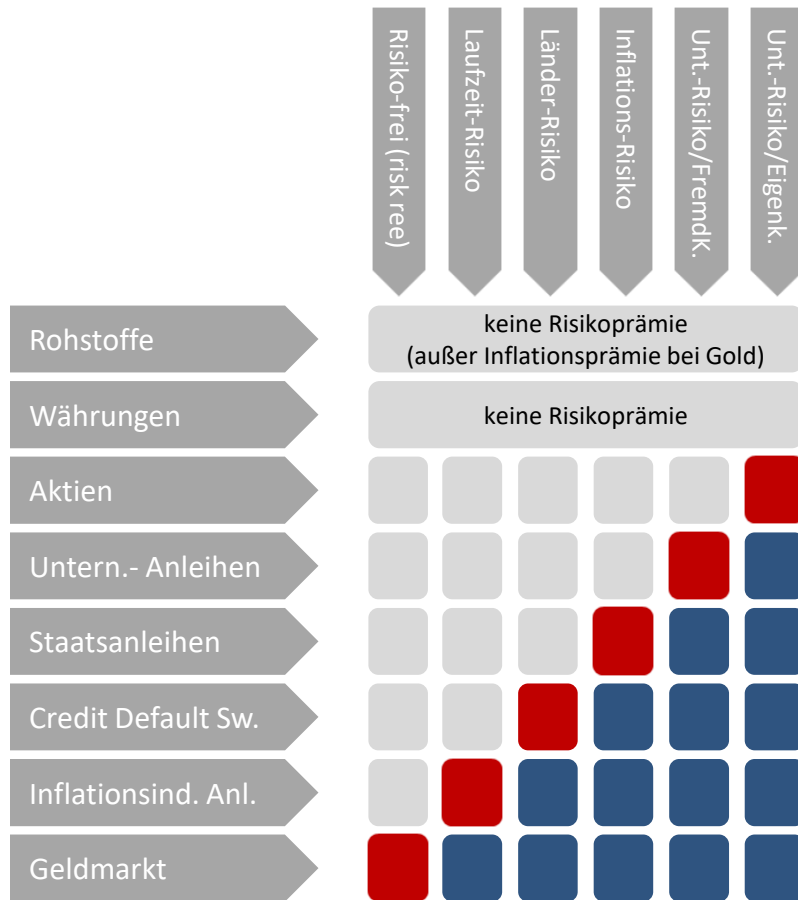 Risiko-frei (risk ree)
Laufzeit-Risiko
Länder-Risiko
Inflations-Risiko
Unt.-Risiko/FremdK.
Unt.-Risiko/Eigenk.
Rohstoffe
keine Risikoprämie
(außer Inflationsprämie bei Gold)
Währungen
keine Risikoprämie
Aktien
Untern.- Anleihen
Staatsanleihen
Credit Default Sw.
Inflationsind. Anl.
Geldmarkt